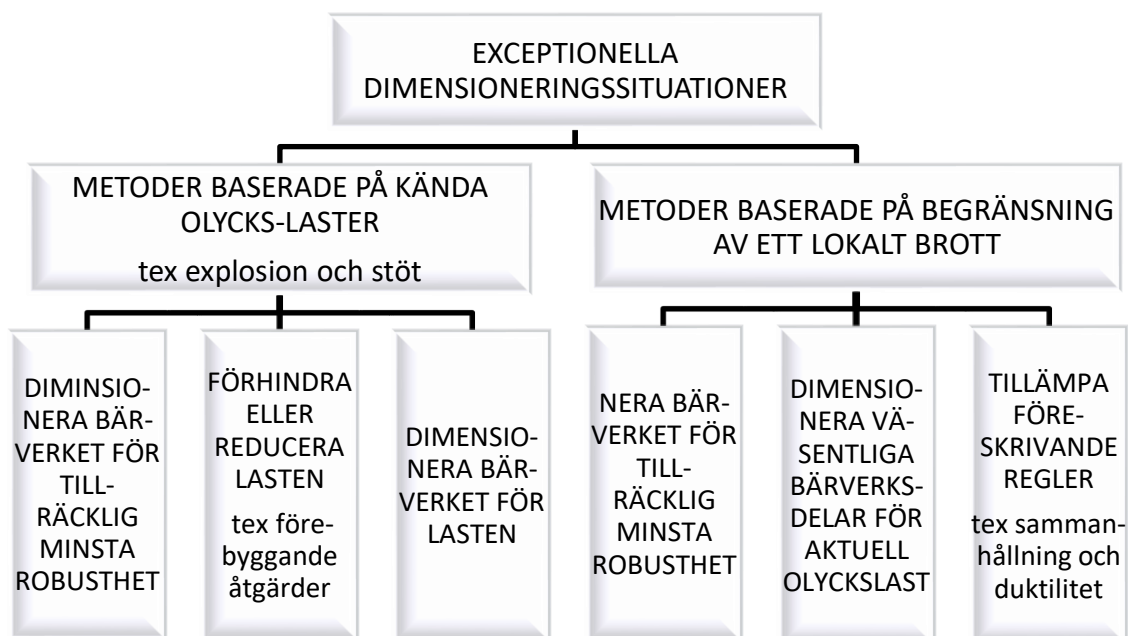 EXCEPTIONELLA
DIMENSIONERINGSSITUATIONER
METODER BASERADE PÅ KÄNDA
OLYCKS-LASTER
tex explosion och stöt
METODER BASERADE PÅ BEGRÄNSNING
AV ETT LOKALT BROTT
DIMINSIO-
NERA BÄR-
VERKET FÖR
TILL-
RÄCKLIG
MINSTA
ROBUSTHET
FÖRHINDRA
ELLER
REDUCERA
LASTEN
tex före-
byggande
åtgärder
DIMENSIO-
NERA BÄR-
VERKET FÖR
LASTEN
NERA BÄR-
VERKET FÖR
TILL-
RÄCKLIG
MINSTA
ROBUSTHET
DIMENSIO-
NERA VÄ-
SENTLIGA
BÄRVERKS-
DELAR FÖR
AKTUELL
OLYCKSLAST
TILLÄMPA
FÖRE-
SKRIVANDE
REGLER
tex samman-
hållning och
duktilitet